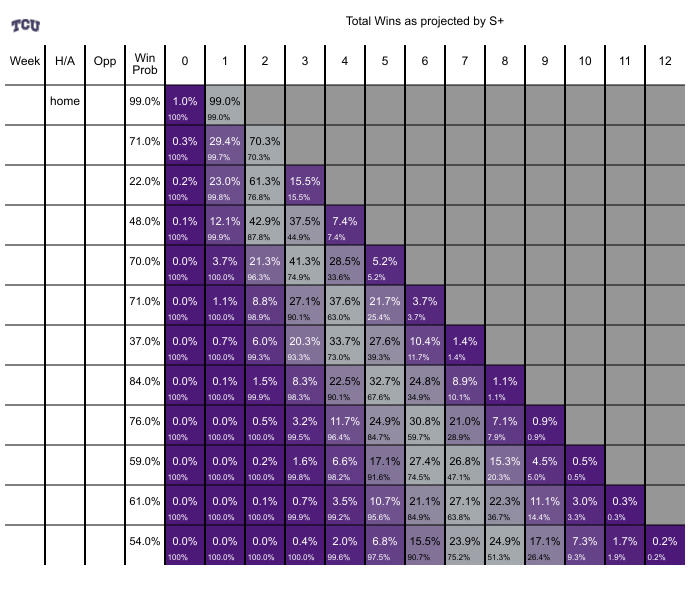 TCU
Total Wins as projected by S+
Week H/A Opp Win Prob 0 1 2 3 4 5 6 7 8 9 10 11 12
home 99.0% 1.0% 99.0%
100% 99.0%
71.0% 0.3% 29.4% 70.3%
100% 99.7% 70.3%
22.0% 0.2% 23.0% 61.3% 15.5%
100% 99.8% 76.8% 15.5%
48.0% 0.1% 12.1% 42.9% 37.5% 7.4%
100% 99.9% 87.8% 44.9% 7.4%
70.0% 0.0% 3.7% 21.3% 41.3% 28.5% 5.2%
100% 100.0% 96.3% 74.9% 33.6% 5.2%
71.0% 0.0% 1.1% 8.8% 27.1% 37.6% 21.7% 3.7%
100% 100.0% 98.9% 90.1% 63.0% 25.4% 3.7%
37.0% 0.0% 0.7% 6.0% 20.3% 33.7% 27.6% 10.4% 1.4%
100% 100.0% 99.3% 93.3% 73.0% 39.3% 11.7% 1.4%
84.0% 0.0% 0.1% 1.5% 8.3% 22.5% 32.7% 24.8% 8.9% 1.1%
100% 100.0% 99.9% 98.3% 90.1% 67.6% 34.9% 10.1% 1.1%
76.0% 0.0% 0.0% 0.5% 3.2% 11.7% 24.9% 30.8% 21.0% 7.1% 0.9%
100% 100.0% 100.0% 99.5% 96.4% 84.7% 59.7% 28.9% 7.9% 0.9%
59.0% 0.0% 0.0% 0.2% 1.6% 6.6% 17.1% 27.4% 26.8% 15.3% 4.5% 0.5%
100% 100.0% 100.0% 99.8% 98.2% 91.6% 74.5% 47.1% 20.3% 5.0% 0.5%
61.0% 0.0% 0.0% 0.1% 0.7% 3.5% 10.7% 21.1% 27.1% 22.3% 11.1% 3.0% 0.3%
100% 100.0% 100.0% 99.9% 99.2% 95.6% 84.9% 63.8% 36.7% 14.4% 3.3% 0.3%
54.0% 0.0% 0.0% 0.0% 0.4% 2.0% 6.8% 15.5% 23.9% 24.9% 17.1% 7.3% 1.7% 0.2%
100% 100.0% 100.0% 100.0% 99.6% 97.5% 90.7% 75.2% 51.3% 26.4% 9.3% 1.9% 0.2%